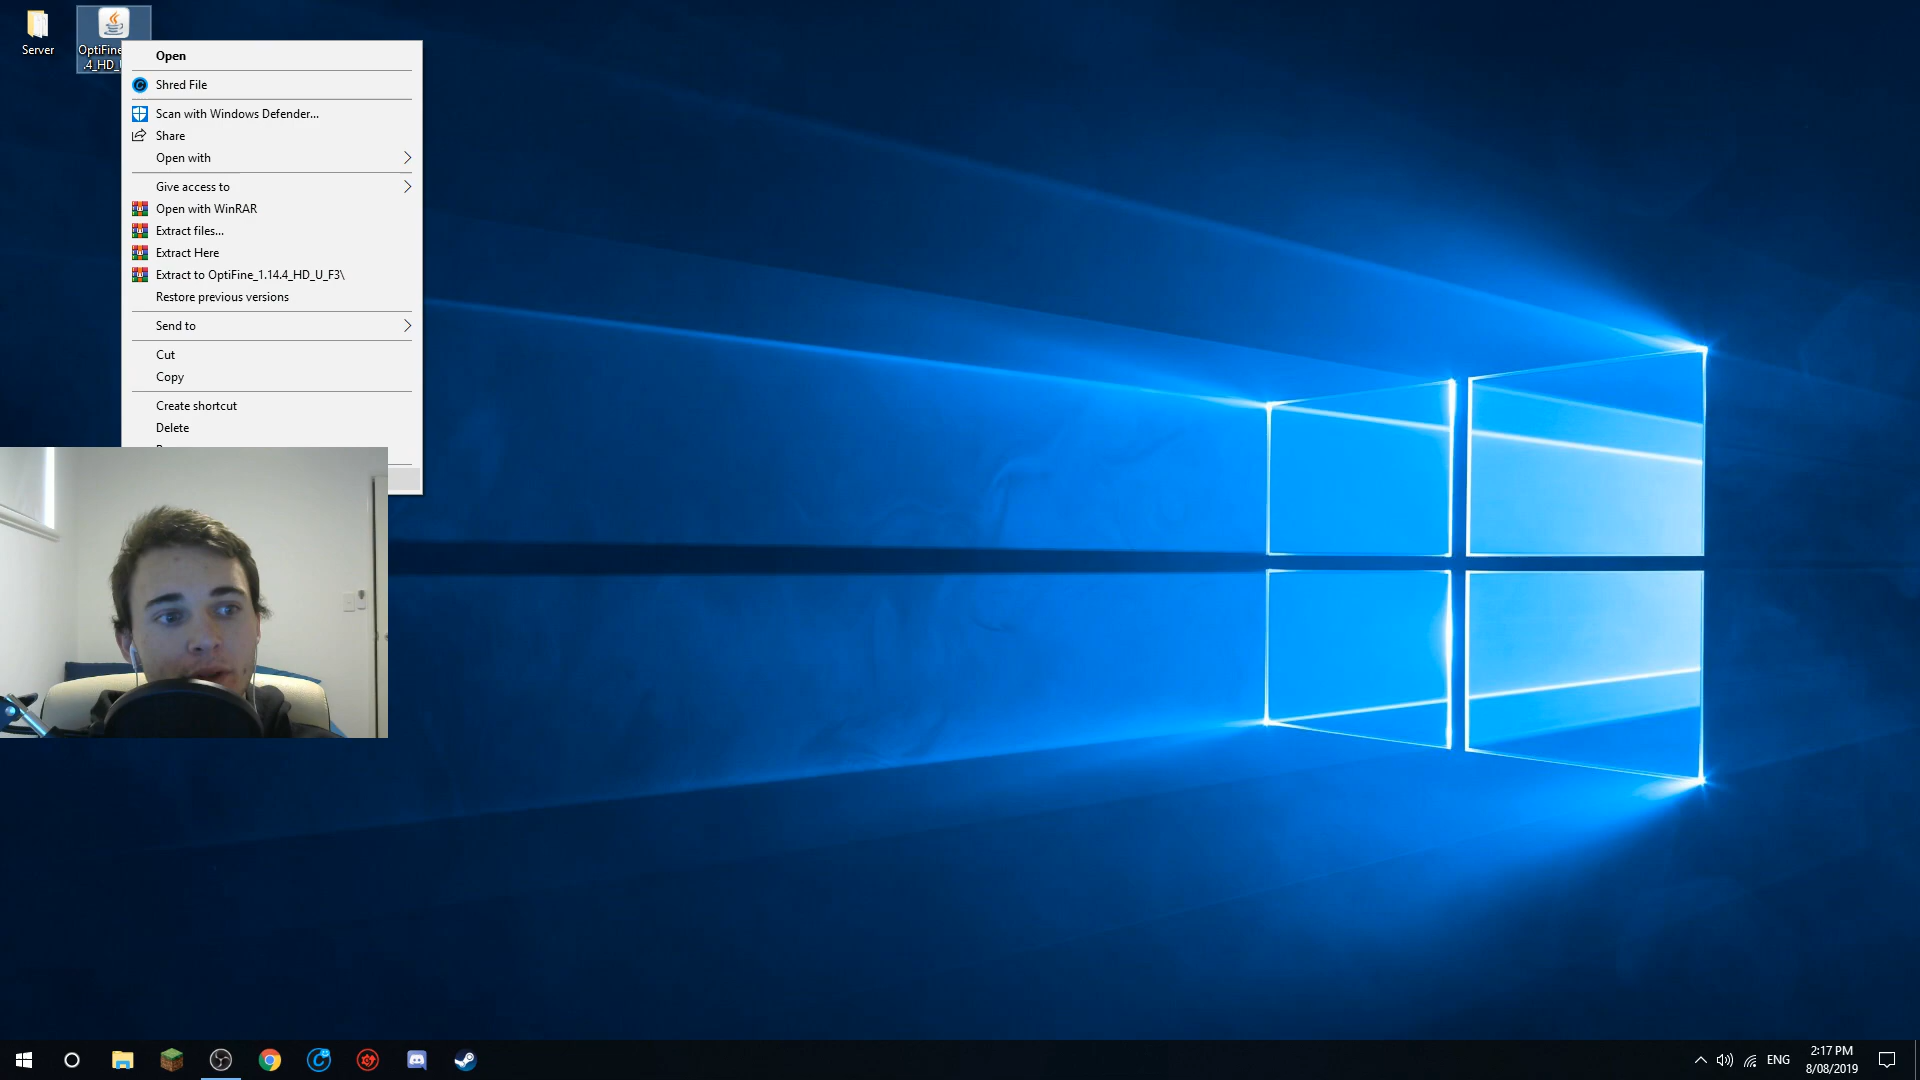 Server
OptiFine
.4_HD_
Open
Shred File
Scan with Windows Defender...
Share
Open with
Give access to
Open with WinRAR
Extract files...
Extract Here
Extract to OptiFine_1.14.4_HD_U_F3\
Restore previous versions
Send to
Cut
Copy
Create shortcut
Delete
ENG
2:17 PM
8/08/2019